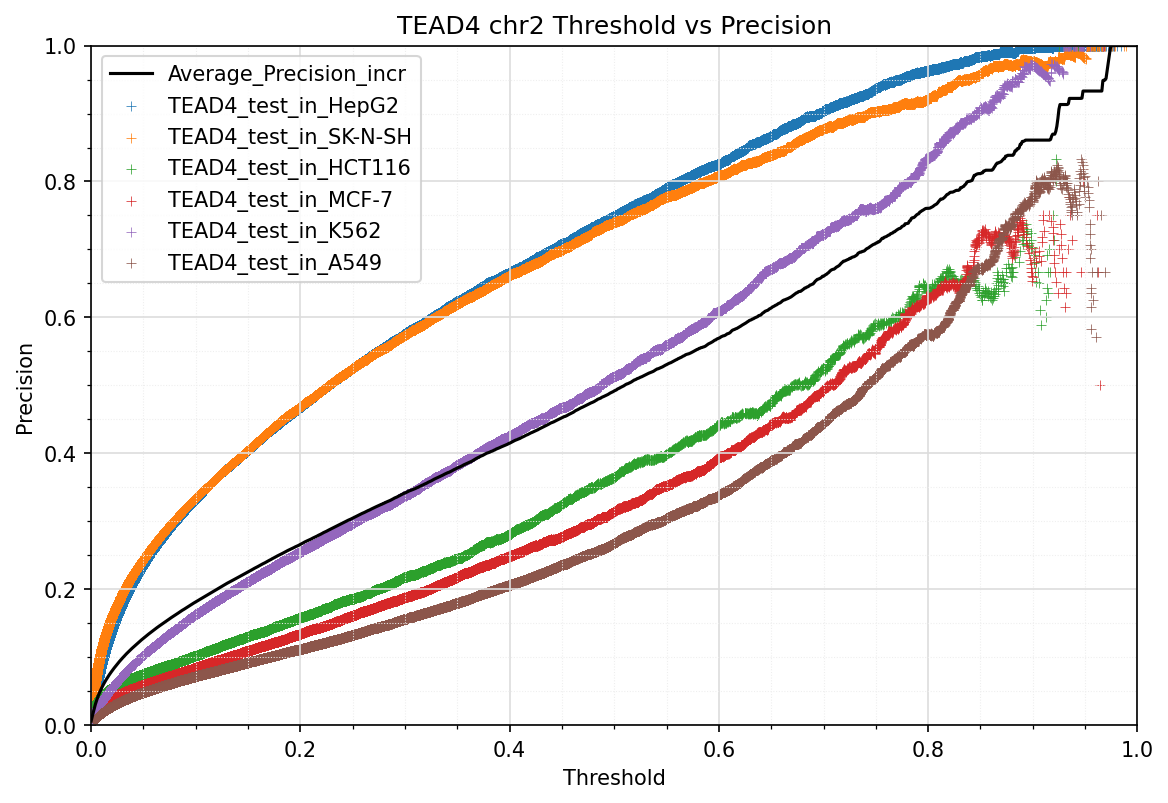 TEAD4 chr2 Threshold vs Precision
Average_Precision_incr
TEAD4_test_in_HepG2
TEAD4_test_in_SK-N-SH
TEAD4_test_in_HCT116
TEAD4_test_in_MCF-7
TEAD4_test_in_K562
TEAD4_test_in_A549
Precision
1.0
0.8
0.6
0.4
0.2
0.0
0.0 0.2 0.4 0.6 0.8 1.0
Threshold